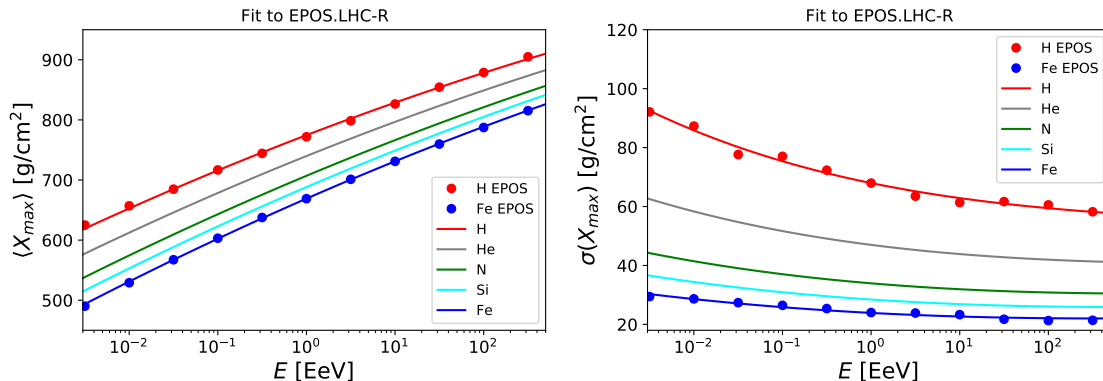 Fit to EPOS.LHC-R
⟨X_max⟩ [g/cm²]
900
800
700
600
500
H EPOS
Fe EPOS
H
He
N
Si
Fe
10⁻² 10⁻¹ 10⁰ 10¹ 10²
E [EeV]
Fit to EPOS.LHC-R
σ(X_max) [g/cm²]
120
100
80
60
40
20
H EPOS
Fe EPOS
H
He
N
Si
Fe
10⁻² 10⁻¹ 10⁰ 10¹ 10²
E [EeV]